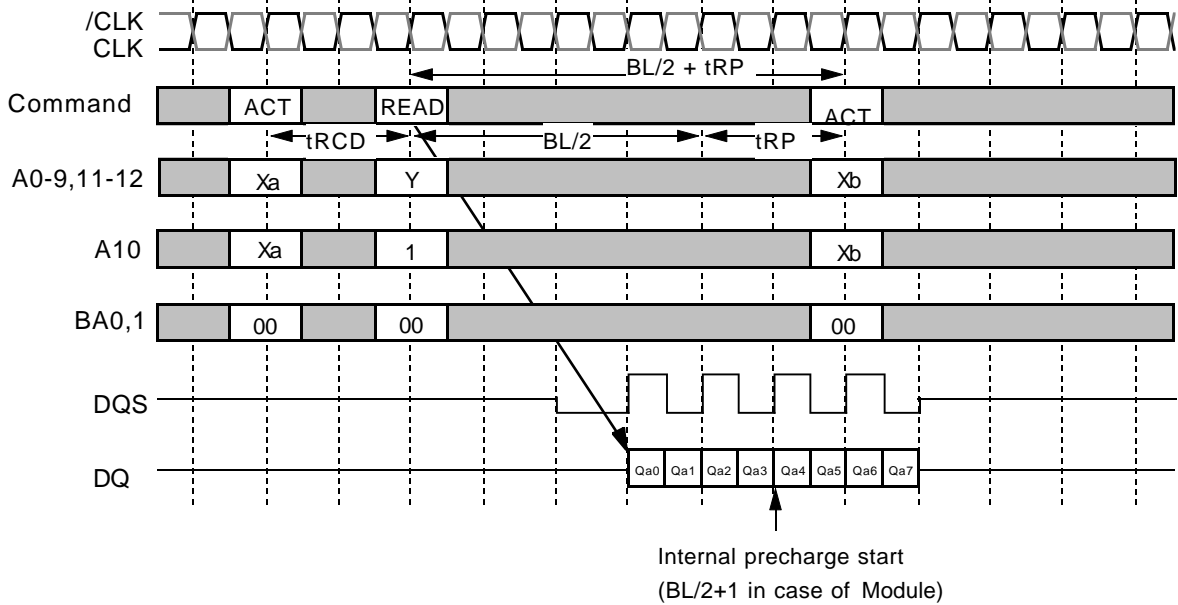 /CLK
CLK
BL/2 + tRP
Command ACT READ ACT
tRCD BL/2 tRP
A0-9,11-12 Xa Y Xb
A10 Xa 1 Xb
BA0,1 00 00 00
DQS
DQ Qa0 Qa1 Qa2 Qa3 Qa4 Qa5 Qa6 Qa7
Internal precharge start
(BL/2+1 in case of Module)